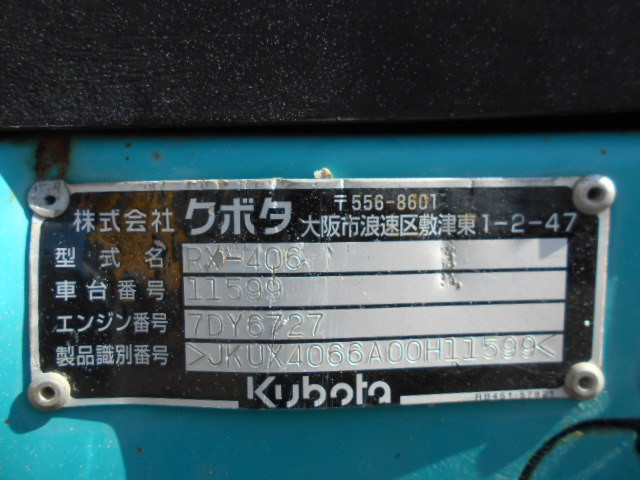 株式会社 クボタ 〒556-8601
大阪市浪速区敷津東1-2-47
型式名 RX-406
車台番号 11599
エンジン番号 7DY6727
製品識別番号 >JKUX4066A00H11599<
Kubota